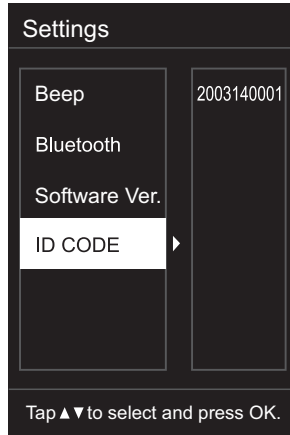 Settings
Beep
2003140001
Bluetooth
Software Ver.
ID CODE
Tap▲▼to select and press OK.